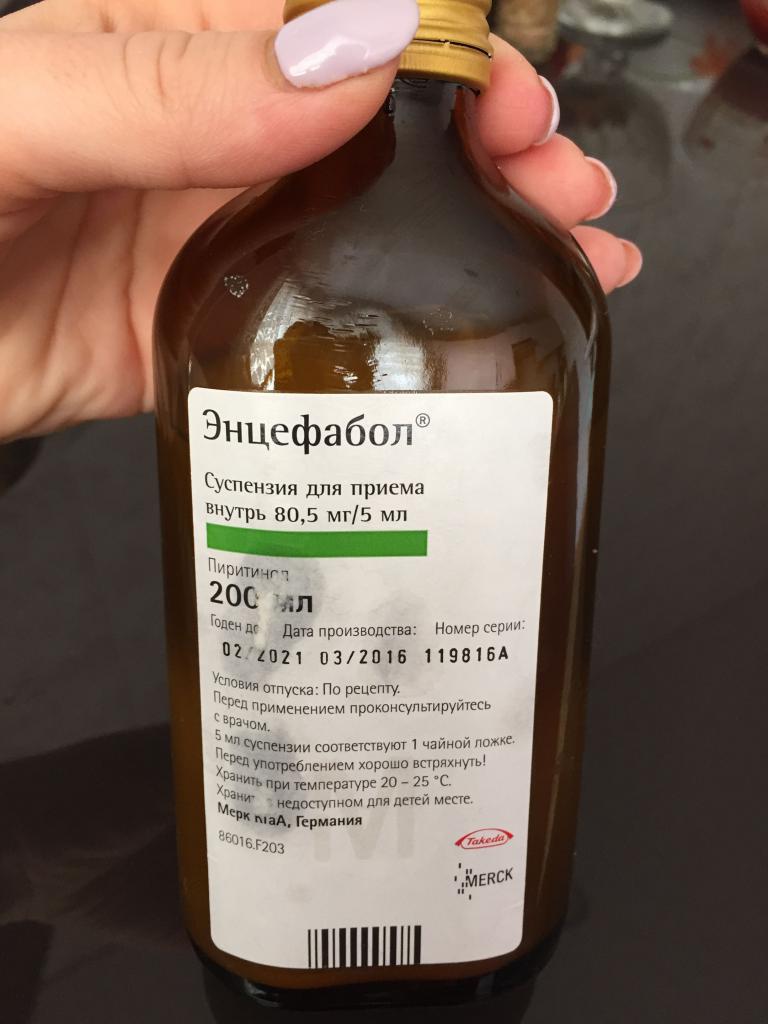 Энцефабол®
Суспензия для приема
внутрь 80,5 мг/5 мл
Пиритинол
200 мл
Годен до Дата производства: Номер серии:
02/2021 03/2016 119816A
Условия отпуска: По рецепту.
Перед применением проконсультируйтесь
с врачом.
5 мл суспензии соответствуют 1 чайной ложке.
Перед употреблением хорошо встряхнуть!
Хранить при температуре 20 – 25 °C.
Хранить в недоступном для детей месте.
Мерк КГаА, Германия
86016.F203
Takeda
MERCK